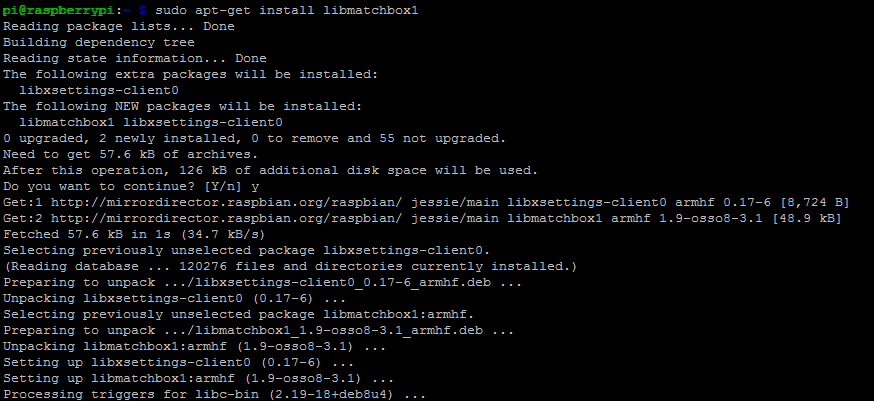 pi@raspberrypi:~ $ sudo apt-get install libmatchbox1
Reading package lists... Done
Building dependency tree
Reading state information... Done
The following extra packages will be installed:
  libxsettings-client0
The following NEW packages will be installed:
  libmatchbox1 libxsettings-client0
0 upgraded, 2 newly installed, 0 to remove and 55 not upgraded.
Need to get 57.6 kB of archives.
After this operation, 126 kB of additional disk space will be used.
Do you want to continue? [Y/n] y
Get:1 http://mirrordirector.raspbian.org/raspbian/ jessie/main libxsettings-client0 armhf 0.17-6 [8,724 B]
Get:2 http://mirrordirector.raspbian.org/raspbian/ jessie/main libmatchbox1 armhf 1.9-osso8-3.1 [48.9 kB]
Fetched 57.6 kB in 1s (34.7 kB/s)
Selecting previously unselected package libxsettings-client0.
(Reading database ... 120276 files and directories currently installed.)
Preparing to unpack .../libxsettings-client0_0.17-6_armhf.deb ...
Unpacking libxsettings-client0 (0.17-6) ...
Selecting previously unselected package libmatchbox1:armhf.
Preparing to unpack .../libmatchbox1_1.9-osso8-3.1_armhf.deb ...
Unpacking libmatchbox1:armhf (1.9-osso8-3.1) ...
Setting up libxsettings-client0 (0.17-6) ...
Setting up libmatchbox1:armhf (1.9-osso8-3.1) ...
Processing triggers for libc-bin (2.19-18+deb8u4) ...